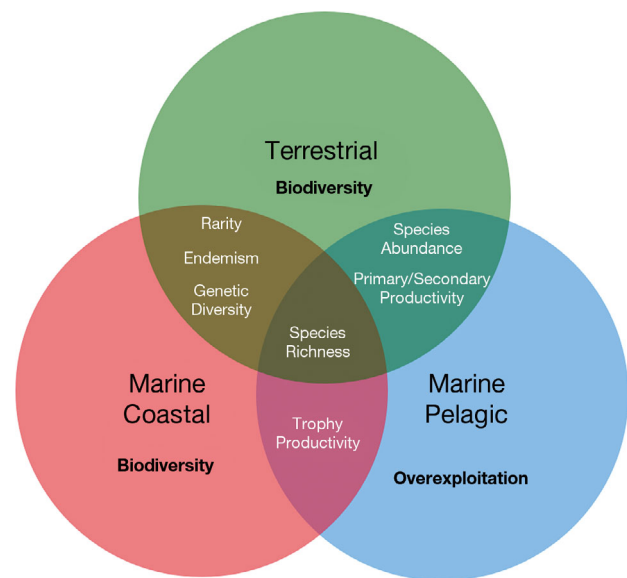 Terrestrial
Biodiversity
Rarity
Endemism
Genetic
Diversity
Species
Abundance
Primary/Secondary
Productivity
Species
Richness
Marine
Coastal
Biodiversity
Trophy
Productivity
Marine
Pelagic
Overexploitation